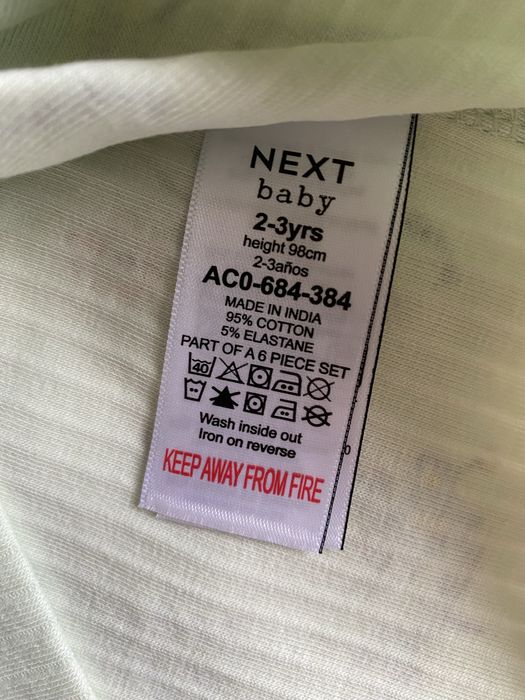 NEXT
baby
2-3yrs
height 98cm
2-3años
AC0-684-384
MADE IN INDIA
95% COTTON
5% ELASTANE
PART OF A 6 PIECE SET
40
Wash inside out
Iron on reverse
KEEP AWAY FROM FIRE